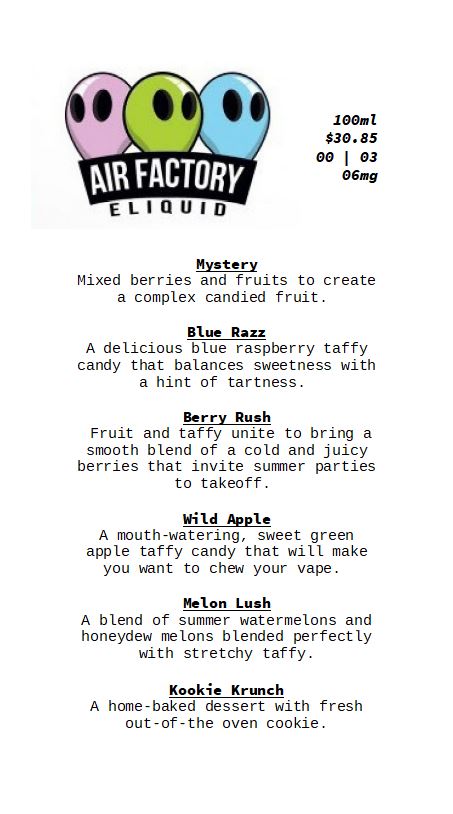 AIR FACTORY
ELIQUID
100ml
$30.85
00 | 03
06mg
Mystery
Mixed berries and fruits to create
a complex candied fruit.
Blue Razz
A delicious blue raspberry taffy
candy that balances sweetness with
a hint of tartness.
Berry Rush
Fruit and taffy unite to bring a
smooth blend of a cold and juicy
berries that invite summer parties
to takeoff.
Wild Apple
A mouth-watering, sweet green
apple taffy candy that will make
you want to chew your vape.
Melon Lush
A blend of summer watermelons and
honeydew melons blended perfectly
with stretchy taffy.
Kookie Krunch
A home-baked dessert with fresh
out-of-the oven cookie.